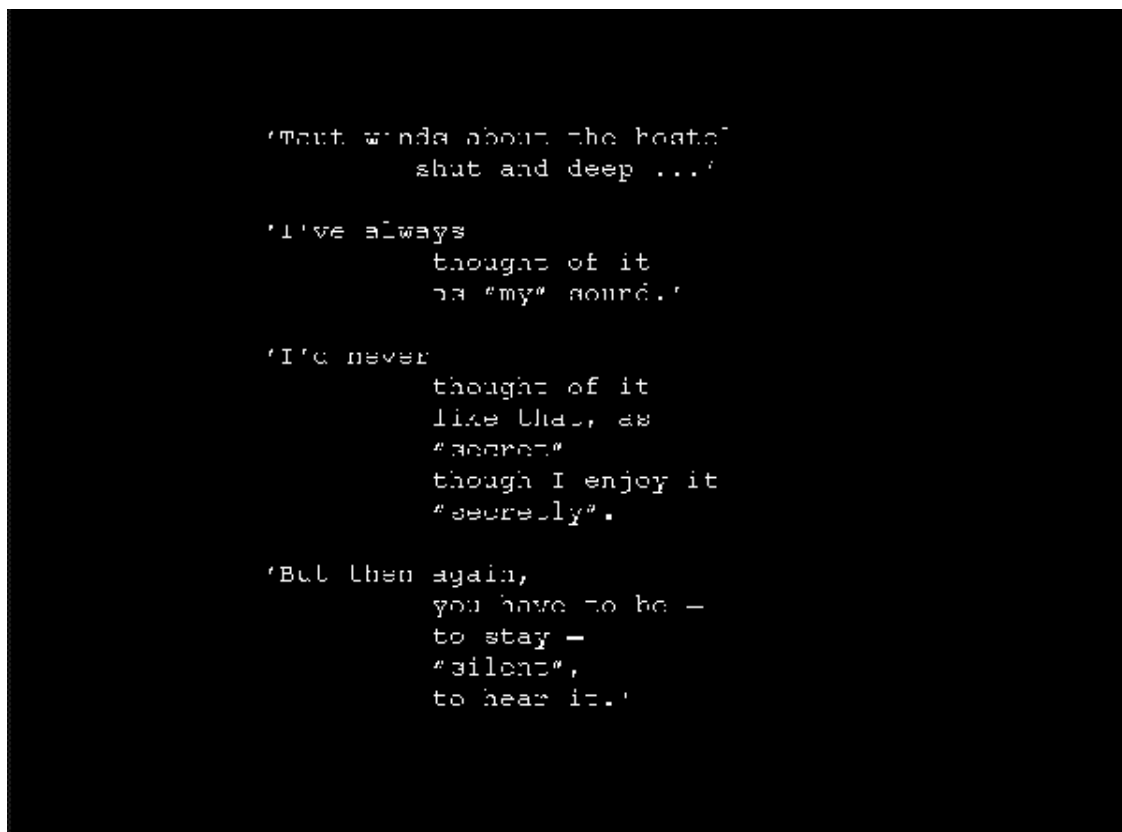 'Taut winds about the hostel
shut and deep ...'
'I've always
thought of it
as "my" sound.'
'I'd never
thought of it
like that, as
"secret"
though I enjoy it
"secretly".
'But then again,
you have to be –
to stay –
"silent",
to hear it.'